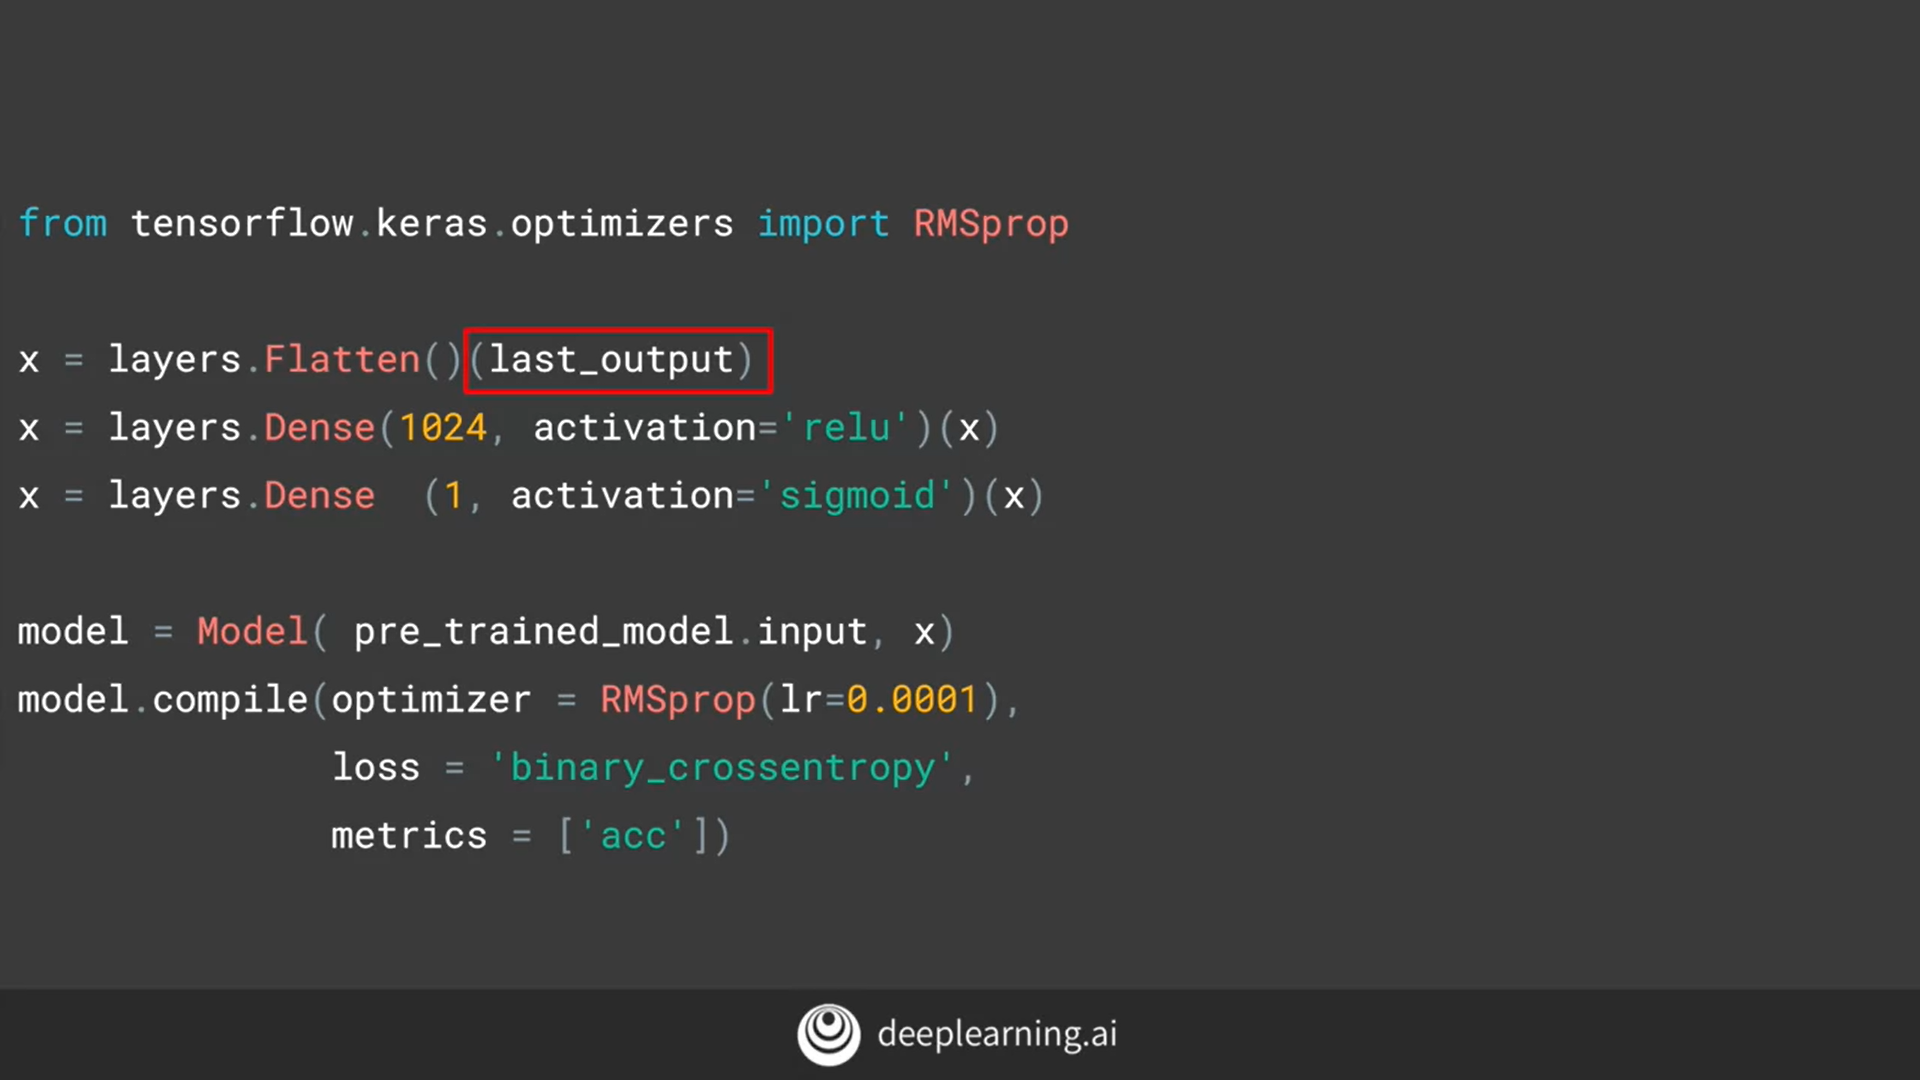 from tensorflow.keras.optimizers import RMSprop
x = layers.Flatten()(last_output)
x = layers.Dense(1024, activation='relu')(x)
x = layers.Dense  (1, activation='sigmoid')(x)
model = Model( pre_trained_model.input, x)
model.compile(optimizer = RMSprop(lr=0.0001),
              loss = 'binary_crossentropy',
              metrics = ['acc'])
deeplearning.ai